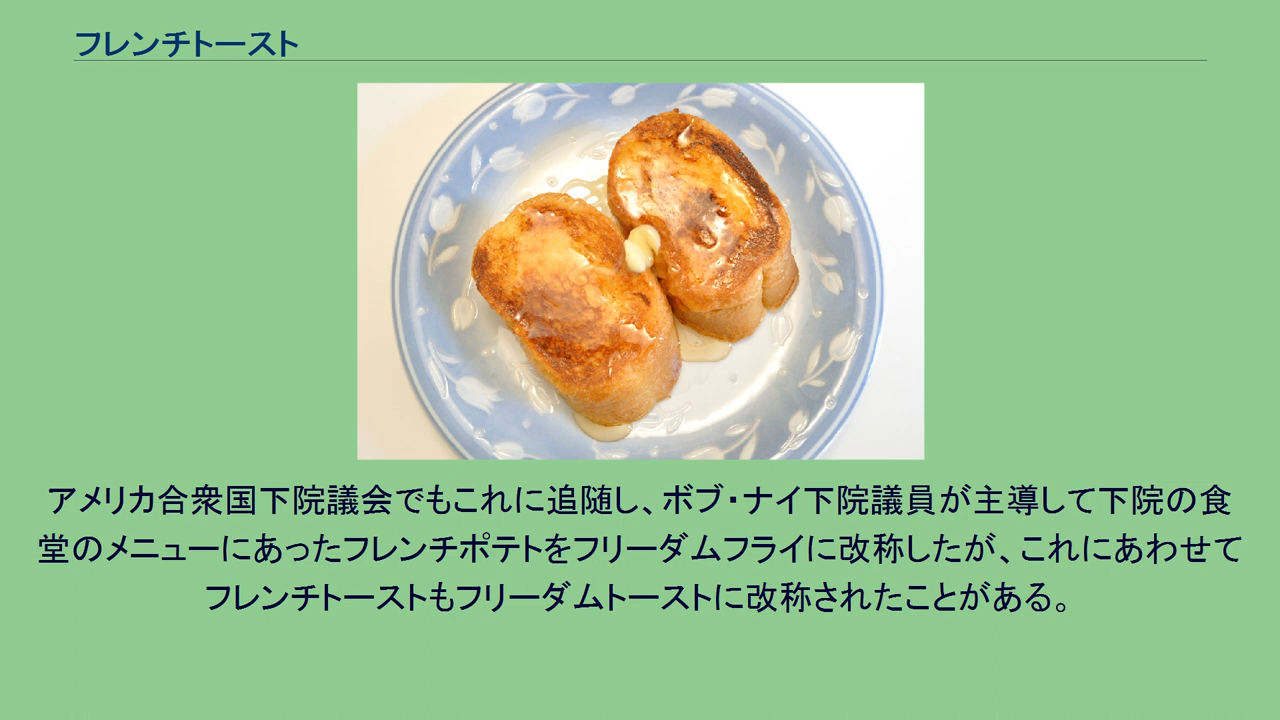 フレンチトースト
アメリカ合衆国下院議会でもこれに追随し、ボブ・ナイ下院議員が主導して下院の食
堂のメニューにあったフレンチポテトをフリーダムフライに改称したが、これにあわせて
フレンチトーストもフリーダムトーストに改称されたことがある。